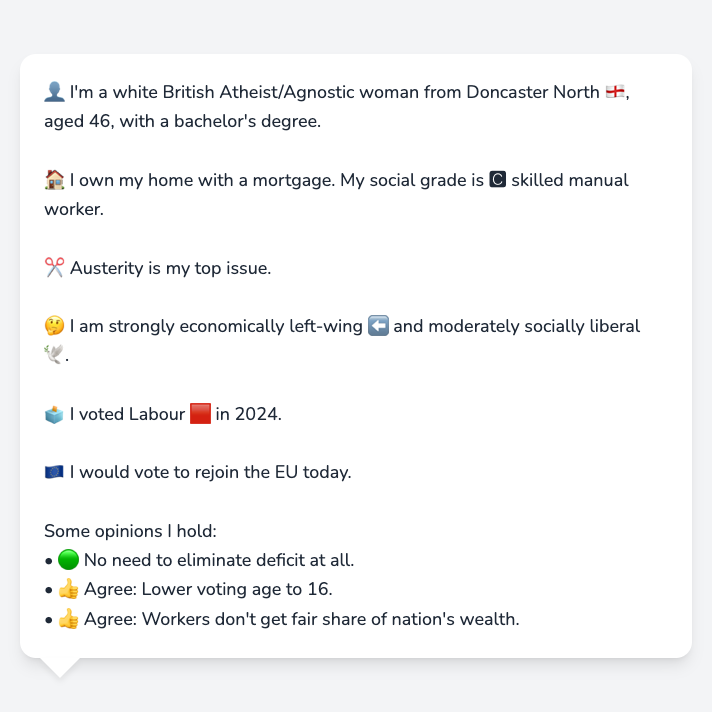 👤 I'm a white British Atheist/Agnostic woman from Doncaster North 🏴󠁧󠁢󠁥󠁮󠁧󠁿,
aged 46, with a bachelor's degree.
🏠 I own my home with a mortgage. My social grade is C skilled manual
worker.
✂️ Austerity is my top issue.
🤔 I am strongly economically left-wing ⬅️ and moderately socially liberal
🕊️.
🗳️ I voted Labour 🟥 in 2024.
🇪🇺 I would vote to rejoin the EU today.
Some opinions I hold:
• 🟢 No need to eliminate deficit at all.
• 👍 Agree: Lower voting age to 16.
• 👍 Agree: Workers don't get fair share of nation's wealth.